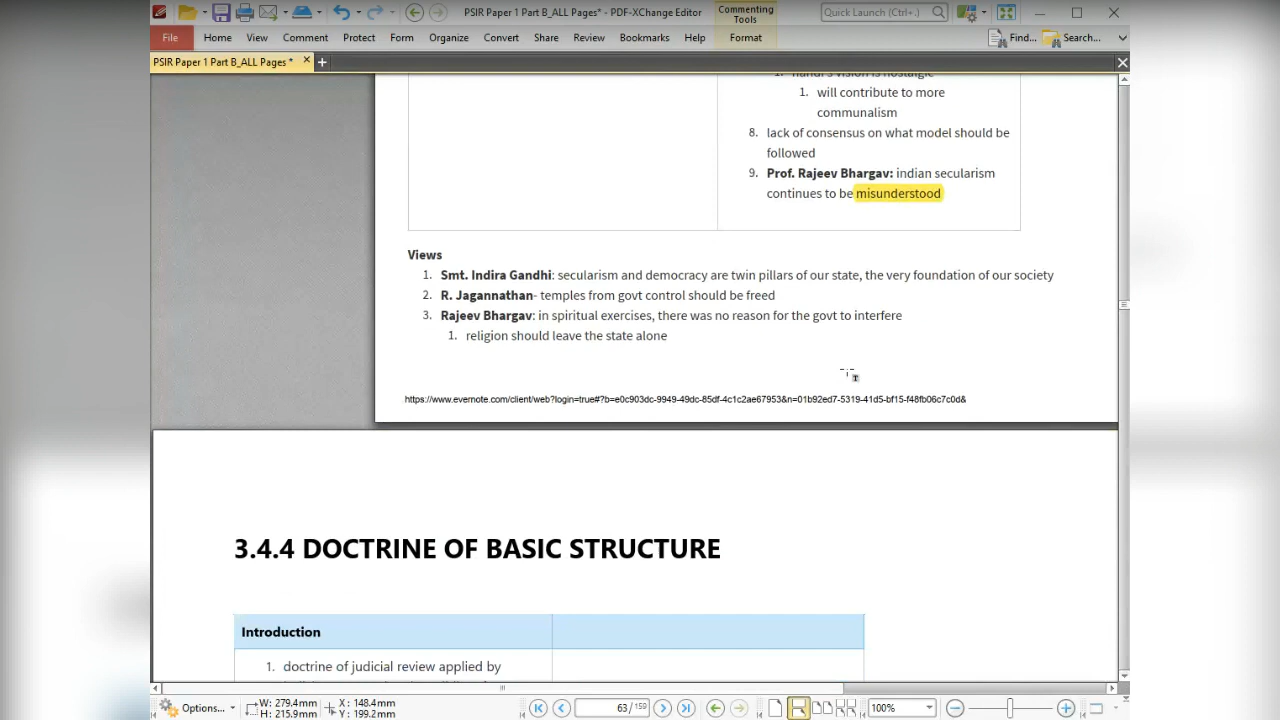 PSIR Paper 1 Part B_ALL Pages* - PDF-XChange Editor
Commenting Tools
Quick Launch (Ctrl+.)
File Home View Comment Protect Form Organize Convert Share Review Bookmarks Help Format Find... Search...
PSIR Paper 1 Part B_ALL Pages *
1. will contribute to more
communalism
8. lack of consensus on what model should be
followed
9. Prof. Rajeev Bhargav: indian secularism
continues to be misunderstood
Views
1. Smt. Indira Gandhi: secularism and democracy are twin pillars of our state, the very foundation of our society
2. R. Jagannathan- temples from govt control should be freed
3. Rajeev Bhargav: in spiritual exercises, there was no reason for the govt to interfere
1. religion should leave the state alone
https://www.evernote.com/client/web?login=true#?b=e0c903dc-9949-49dc-85df-4c1c2ae67953&n=01b92ed7-5319-41d5-bf15-f48fb06c7c0d&
3.4.4 DOCTRINE OF BASIC STRUCTURE
Introduction
1. doctrine of judicial review applied by
Options...
W: 279.4mm
H: 215.9mm
X: 148.4mm
Y: 199.2mm
63 / 159
100%